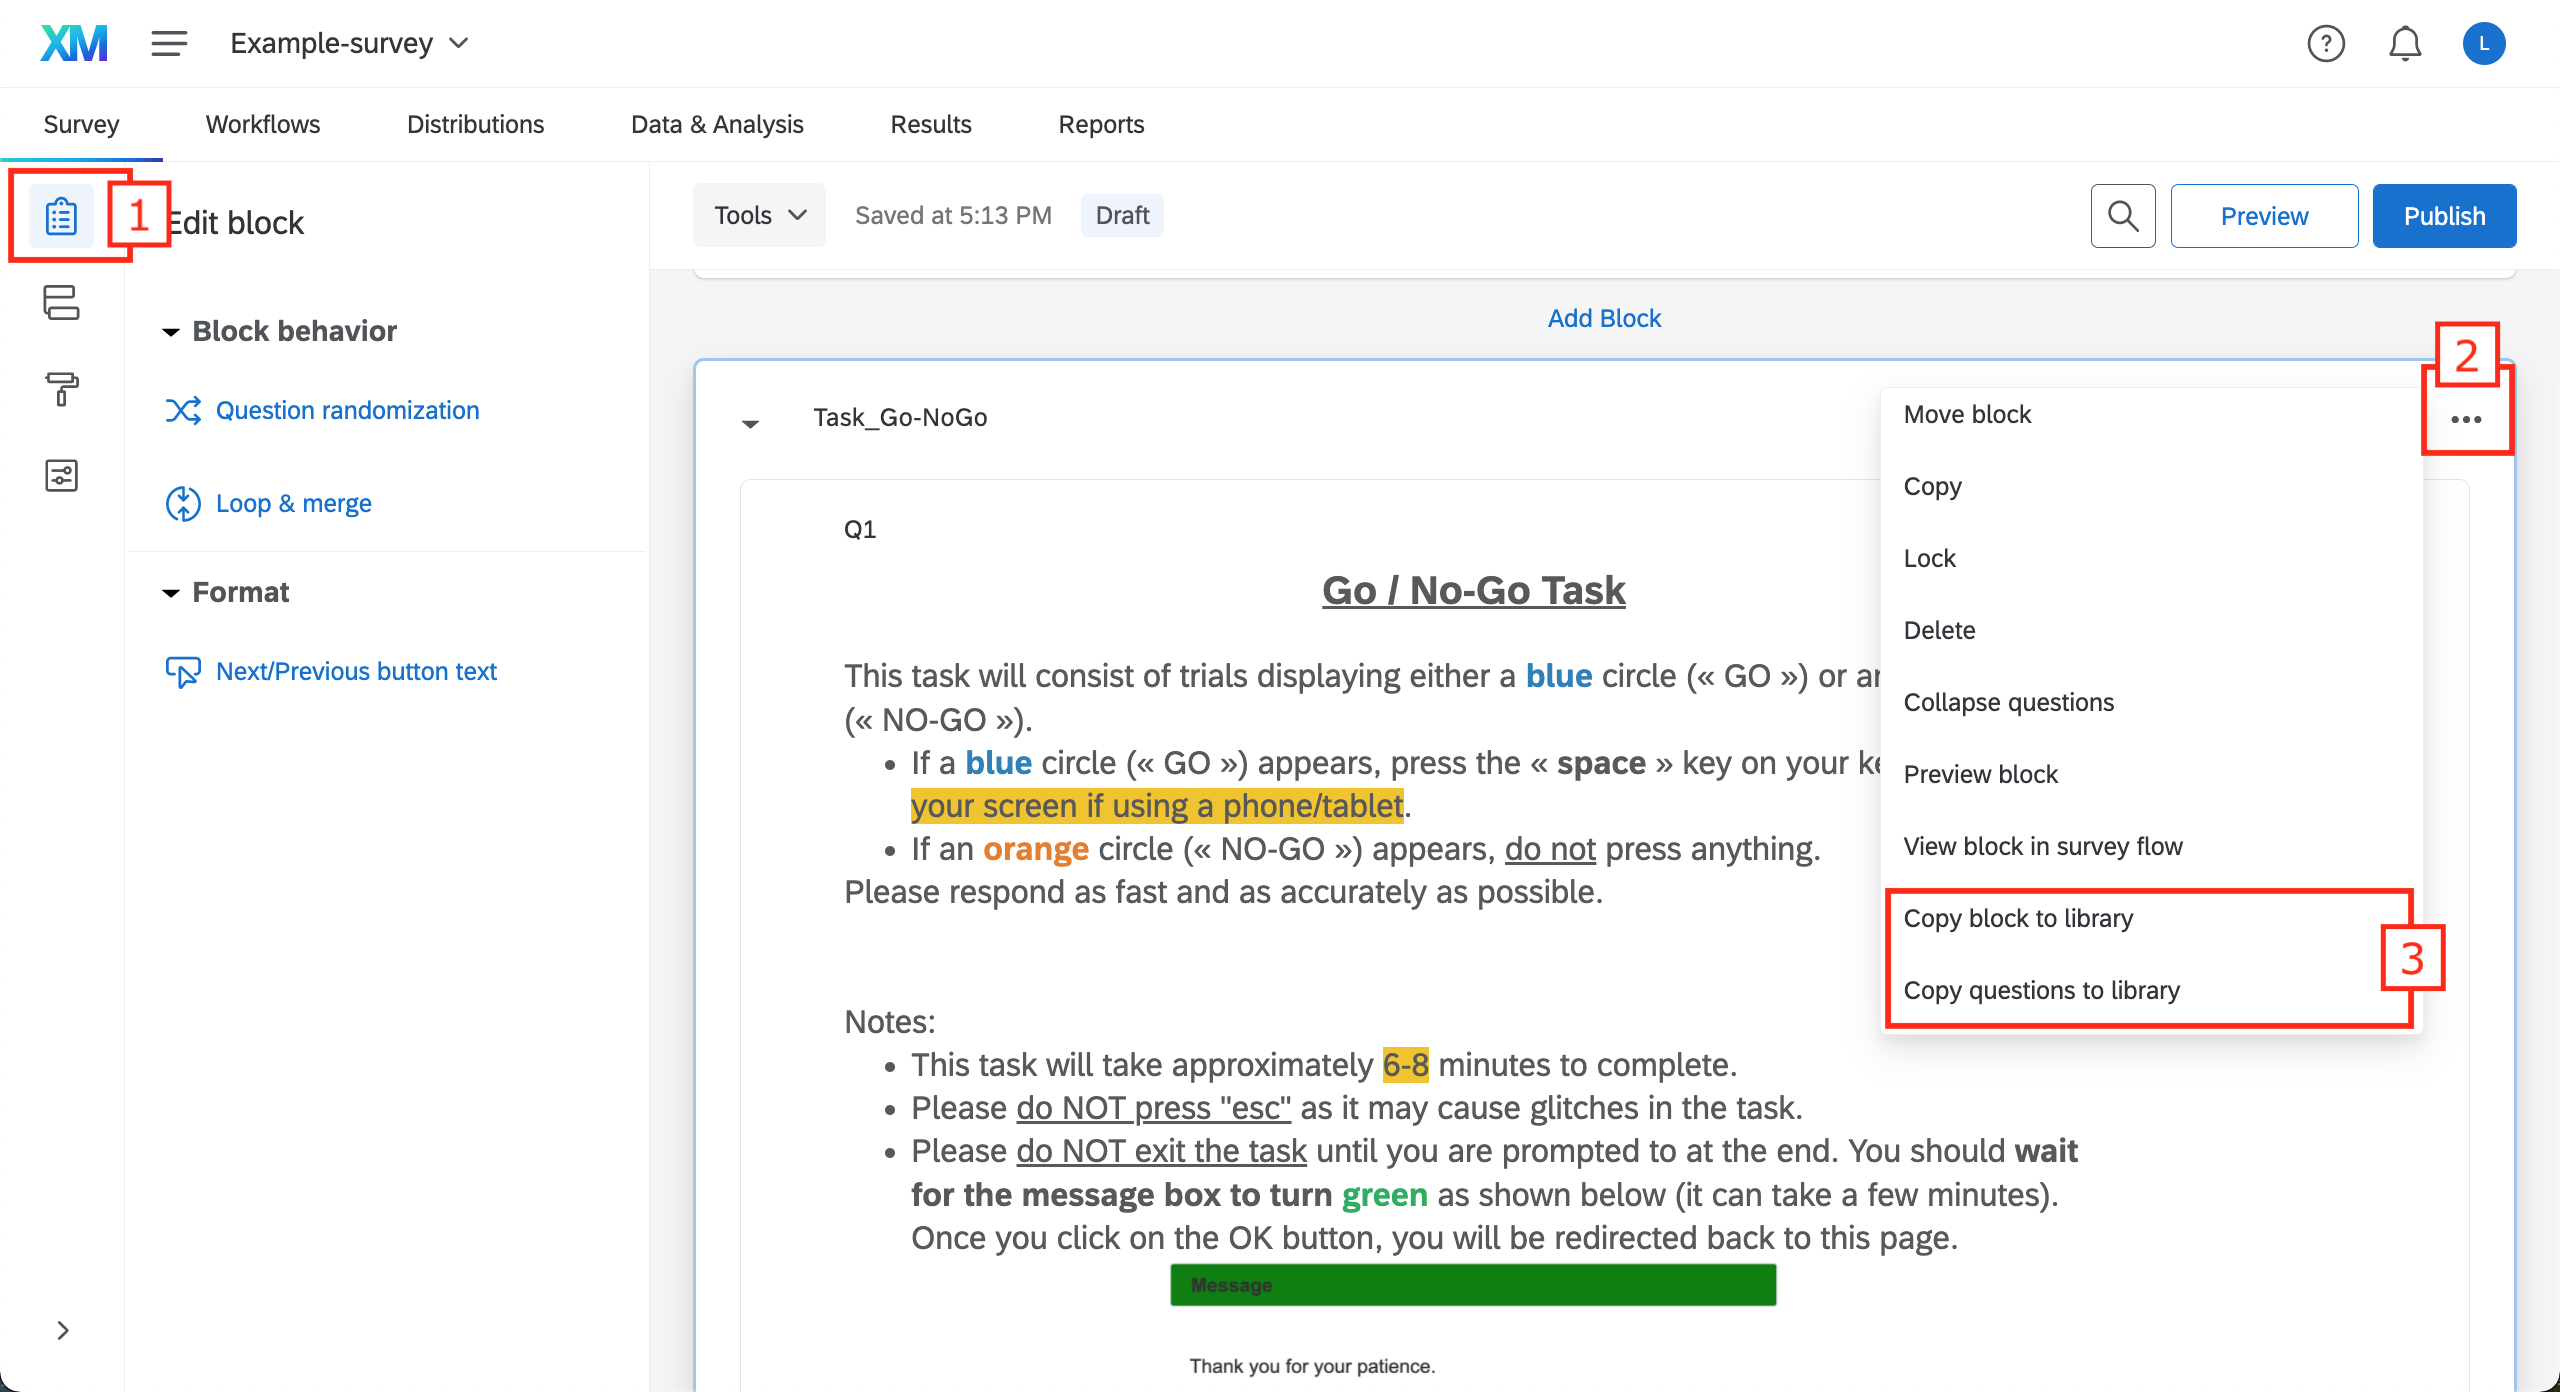 XM
Example-survey
?
L
Survey
Workflows
Distributions
Data & Analysis
Results
Reports
1
Edit block
Block behavior
Question randomization
Loop & merge
Format
Next/Previous button text
Tools
Saved at 5:13 PM
Draft
Preview
Publish
Add Block
2
Task_Go-NoGo
Move block
Copy
Lock
Delete
Collapse questions
Preview block
View block in survey flow
Copy block to library
Copy questions to library
3
Q1
Go / No-Go Task
This task will consist of trials displaying either a blue circle (« GO ») or
(« NO-GO »).
• If a blue circle (« GO ») appears, press the « space » key on your
your screen if using a phone/tablet.
• If an orange circle (« NO-GO ») appears, do not press anything.
Please respond as fast and as accurately as possible.
Notes:
• This task will take approximately 6-8 minutes to complete.
• Please do NOT press "esc" as it may cause glitches in the task.
• Please do NOT exit the task until you are prompted to at the end. You should wait
for the message box to turn green as shown below (it can take a few minutes).
Once you click on the OK button, you will be redirected back to this page.
Message
Thank you for your patience.